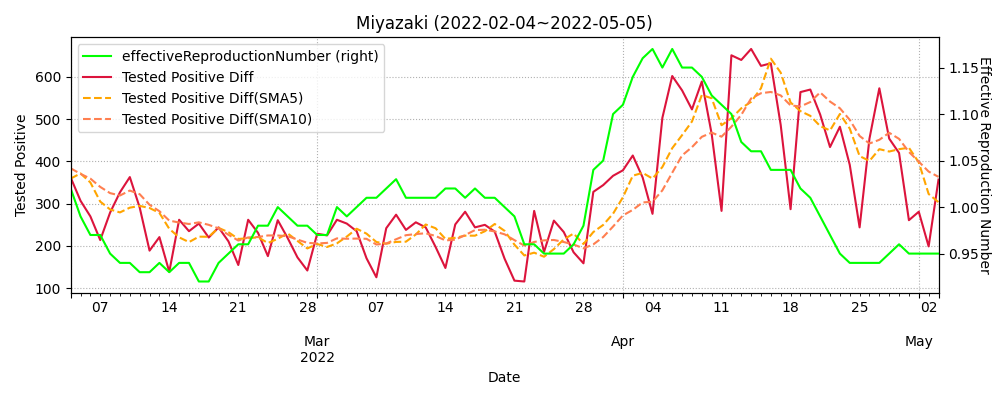 Miyazaki (2022-02-04~2022-05-05)
effectiveReproductionNumber (right)
Tested Positive Diff
Tested Positive Diff(SMA5)
Tested Positive Diff(SMA10)
Tested Positive
600
500
400
300
200
100
1.15
1.10
1.05
1.00
0.95
Effective Reproduction Number
07 14 21 28 07 14 21 28 04 11 18 25 02
Mar Apr May
2022
Date